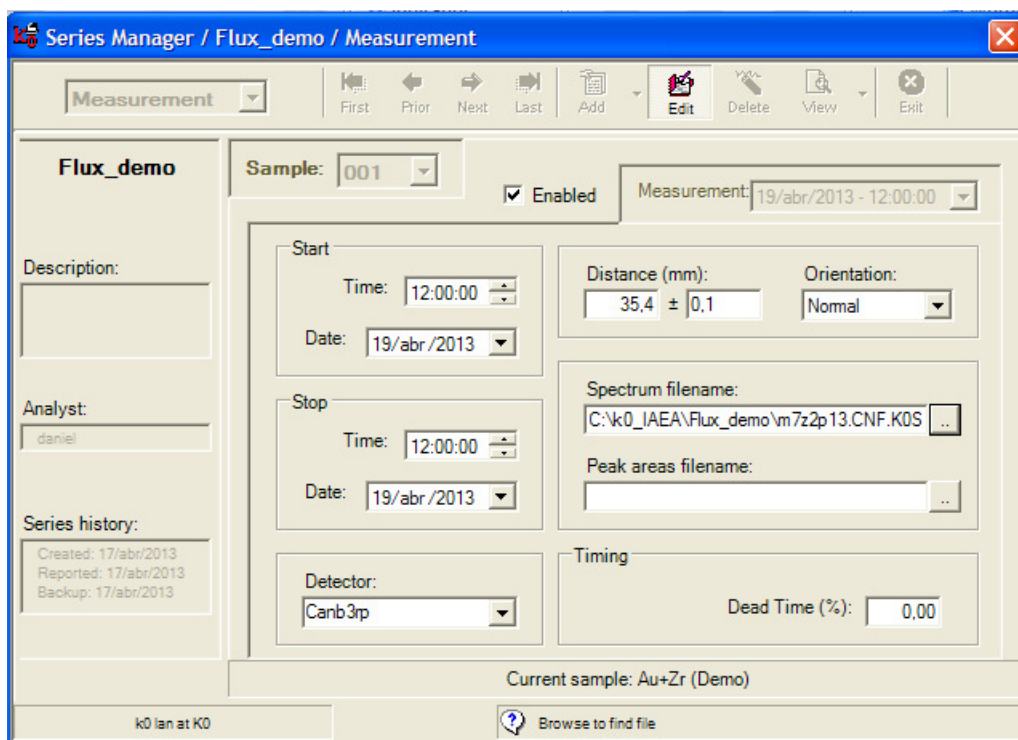 Series Manager / Flux_demo / Measurement
Measurement
First
Prior
Next
Last
Add
Edit
Delete
View
Exit
Flux_demo
Sample: 001
Enabled
Measurement: 19/abr/2013 - 12:00:00
Description:
Analyst:
daniel
Series history:
Created: 17/abr/2013
Reported: 17/abr/2013
Backup: 17/abr/2013
Start
Time: 12:00:00
Date: 19/abr/2013
Stop
Time: 12:00:00
Date: 19/abr/2013
Detector:
Canb3rp
Distance (mm):
35,4 ± 0,1
Orientation:
Normal
Spectrum filename:
C:\k0_IAEA\Flux_demo\m7z2p13.CNF.K0S ..
Peak areas filename:
..
Timing
Dead Time (%): 0,00
Current sample: Au+Zr (Demo)
k0 lan at K0
Browse to find file